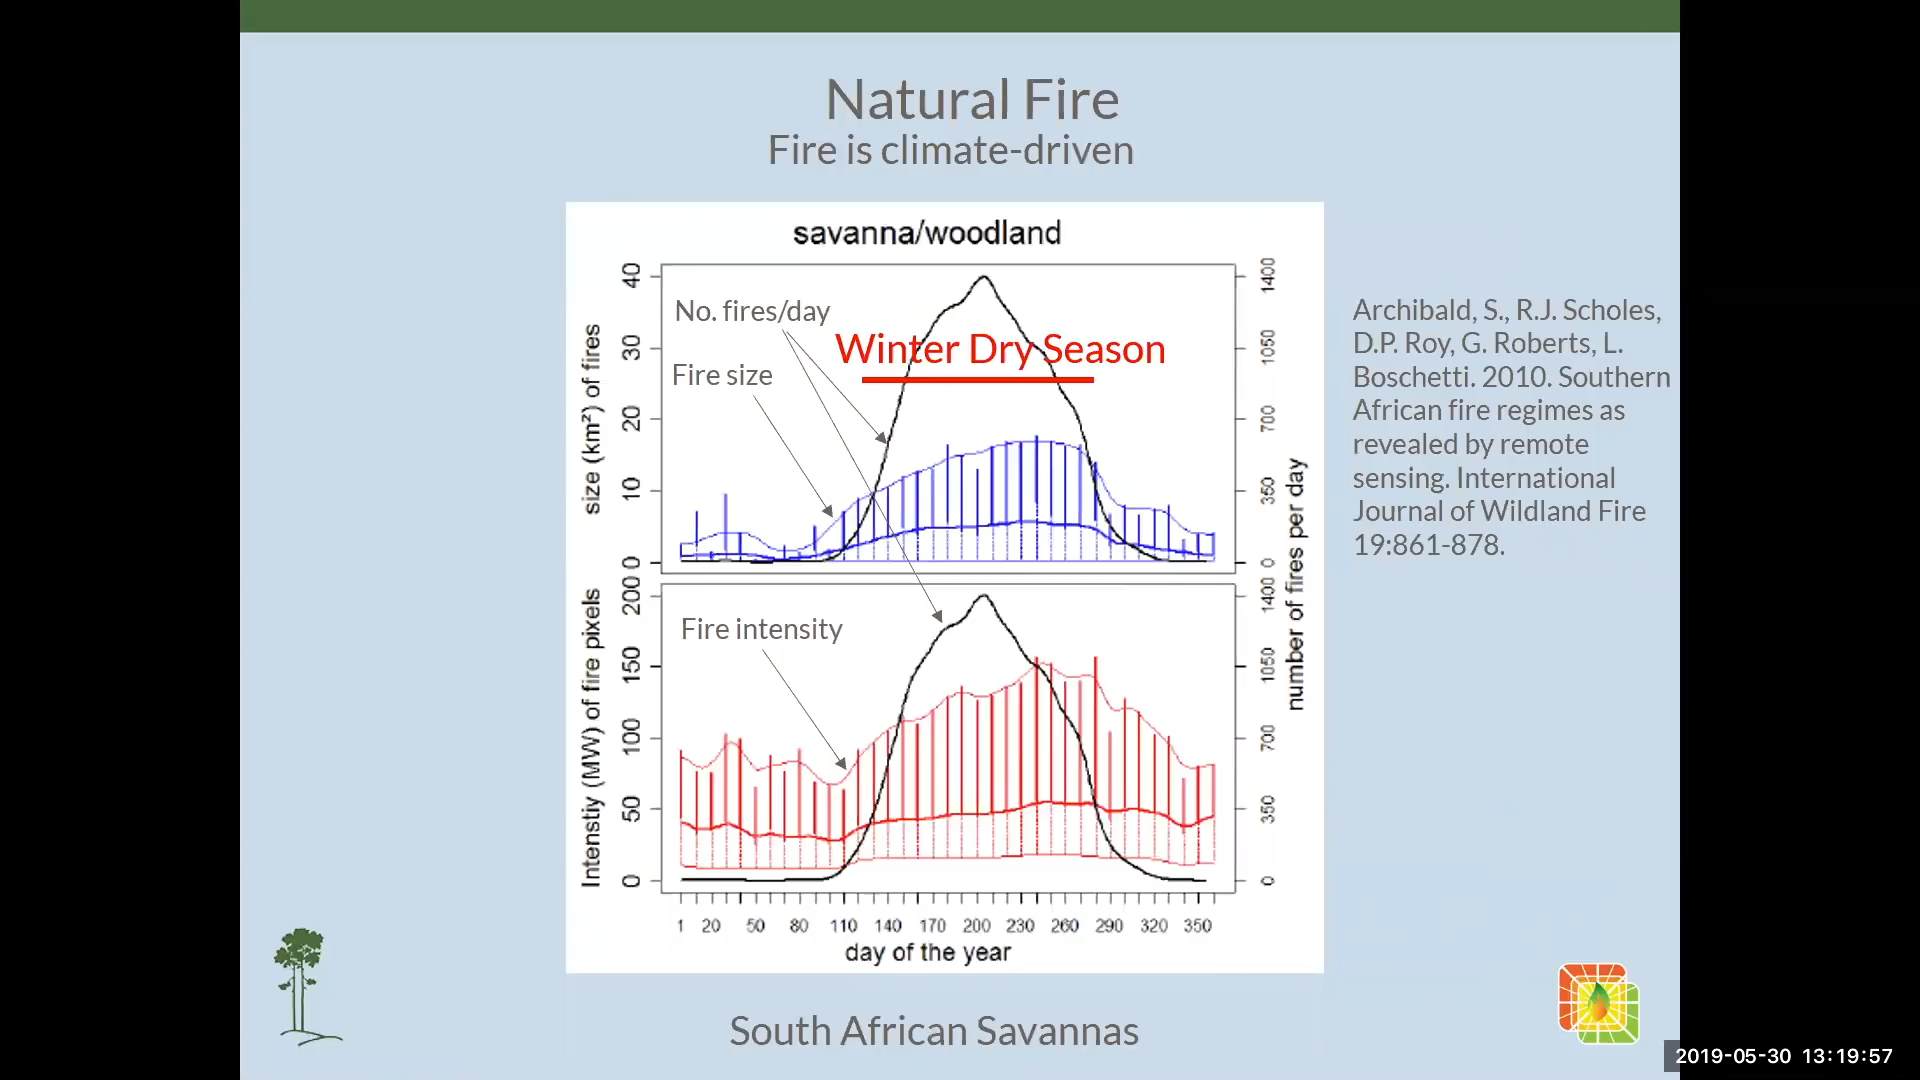 Natural Fire
Fire is climate-driven
savanna/woodland
40
30
20
10
0
size (km²) of fires
No. fires/day
Winter Dry Season
Fire size
1400
1050
700
350
0
number of fires per day
200
150
100
50
0
Intenstiy (MW) of fire pixels
Fire intensity
1400
1050
700
350
0
1 20 50 80 110 140 170 200 230 260 290 320 350
day of the year
Archibald, S., R.J. Scholes,
D.P. Roy, G. Roberts, L.
Boschetti. 2010. Southern
African fire regimes as
revealed by remote
sensing. International
Journal of Wildland Fire
19:861-878.
South African Savannas
2019-05-30 13:19:57